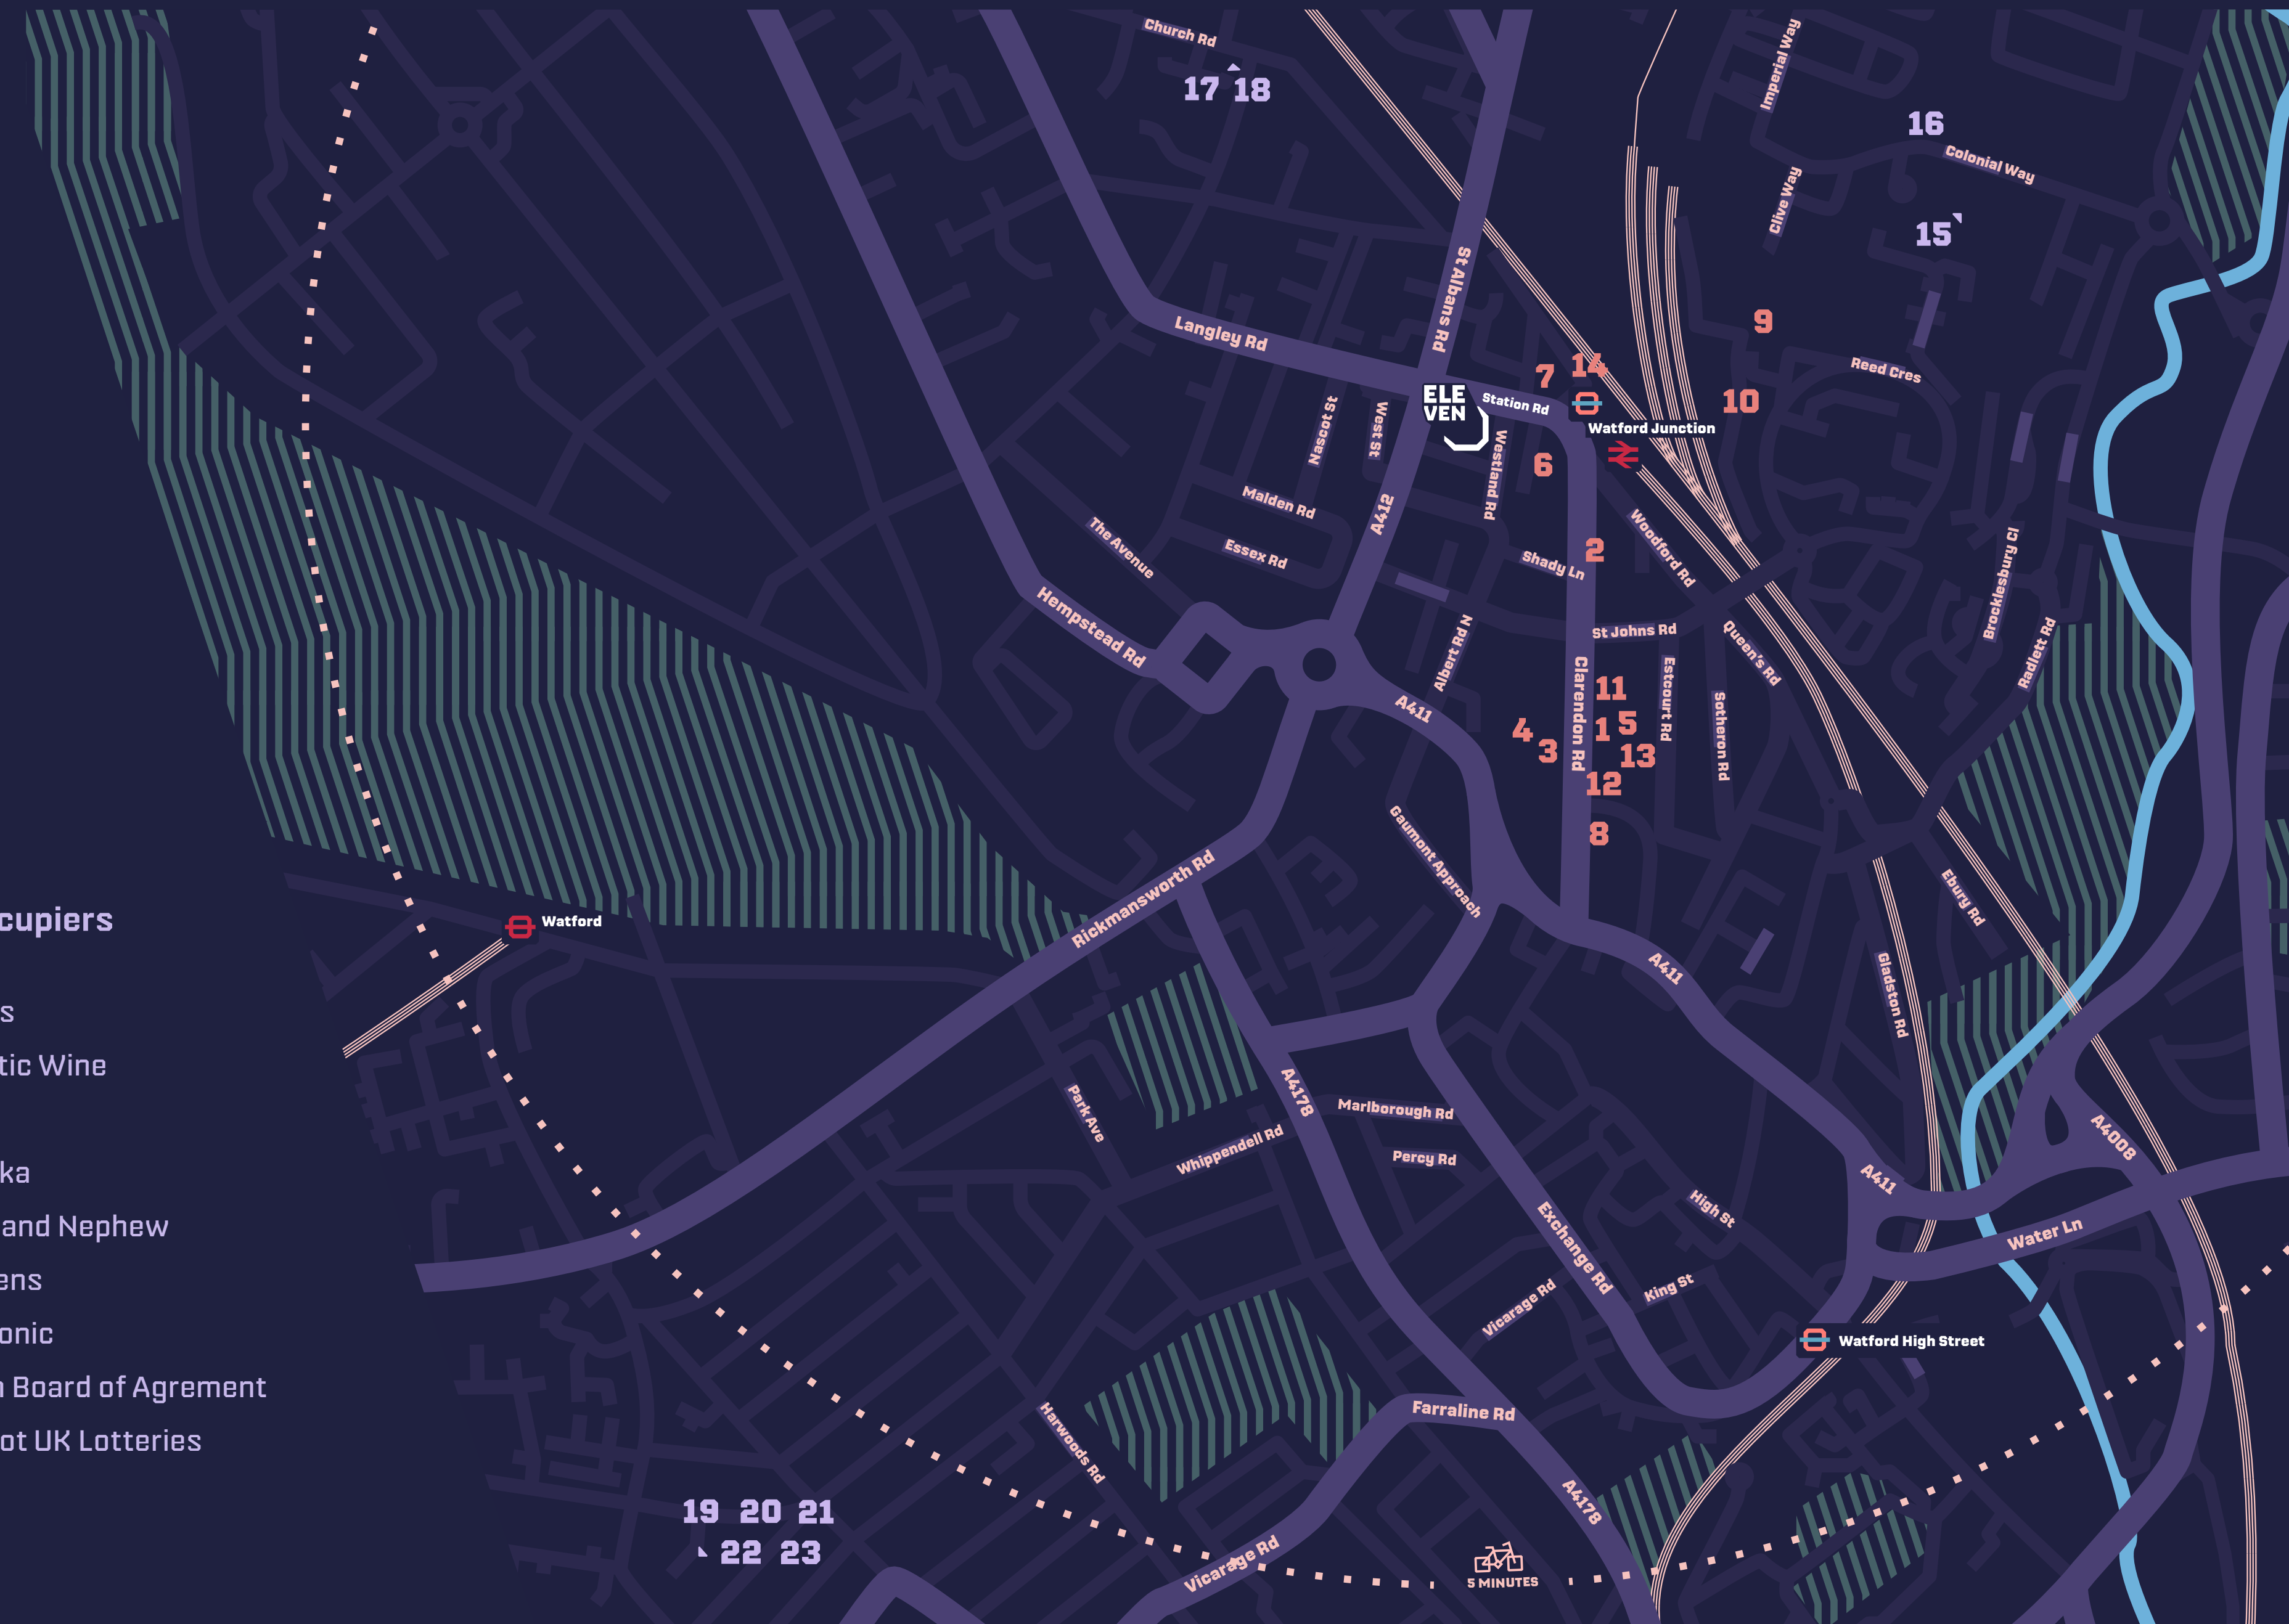 Church Rd
17 18
Imperial Way
16
Colonial Way
Clive Way
15
St Albans Rd
Langley Rd
9
7
14
Reed Cres
10
ELE
VEN
Station Rd
Watford Junction
Nascot St
West St
Westland Rd
6
Malden Rd
A412
The Avenue
Essex Rd
Woodford Rd
2
Shady Ln
Brocklesbury Cl
Hempstead Rd
St Johns Rd
Albert Rd N
Queen's Rd
Radlett Rd
Clarendon Rd
Estcourt Rd
Sotheron Rd
11
A411
4
1
5
3
13
12
8
Gaumont Approach
Rickmansworth Rd
Ebury Rd
cupiers
Watford
A411
Gladston Rd
s
tic Wine
A4178
Park Ave
Marlborough Rd
Whippendell Rd
Percy Rd
A4008
ka
A411
High St
and Nephew
Exchange Rd
Water Ln
ens
King St
Vicarage Rd
onic
Watford High Street
n Board of Agrement
Farraline Rd
Harwoods Rd
ot UK Lotteries
A4178
19 20 21
22 23
Vicarage Rd
5 MINUTES